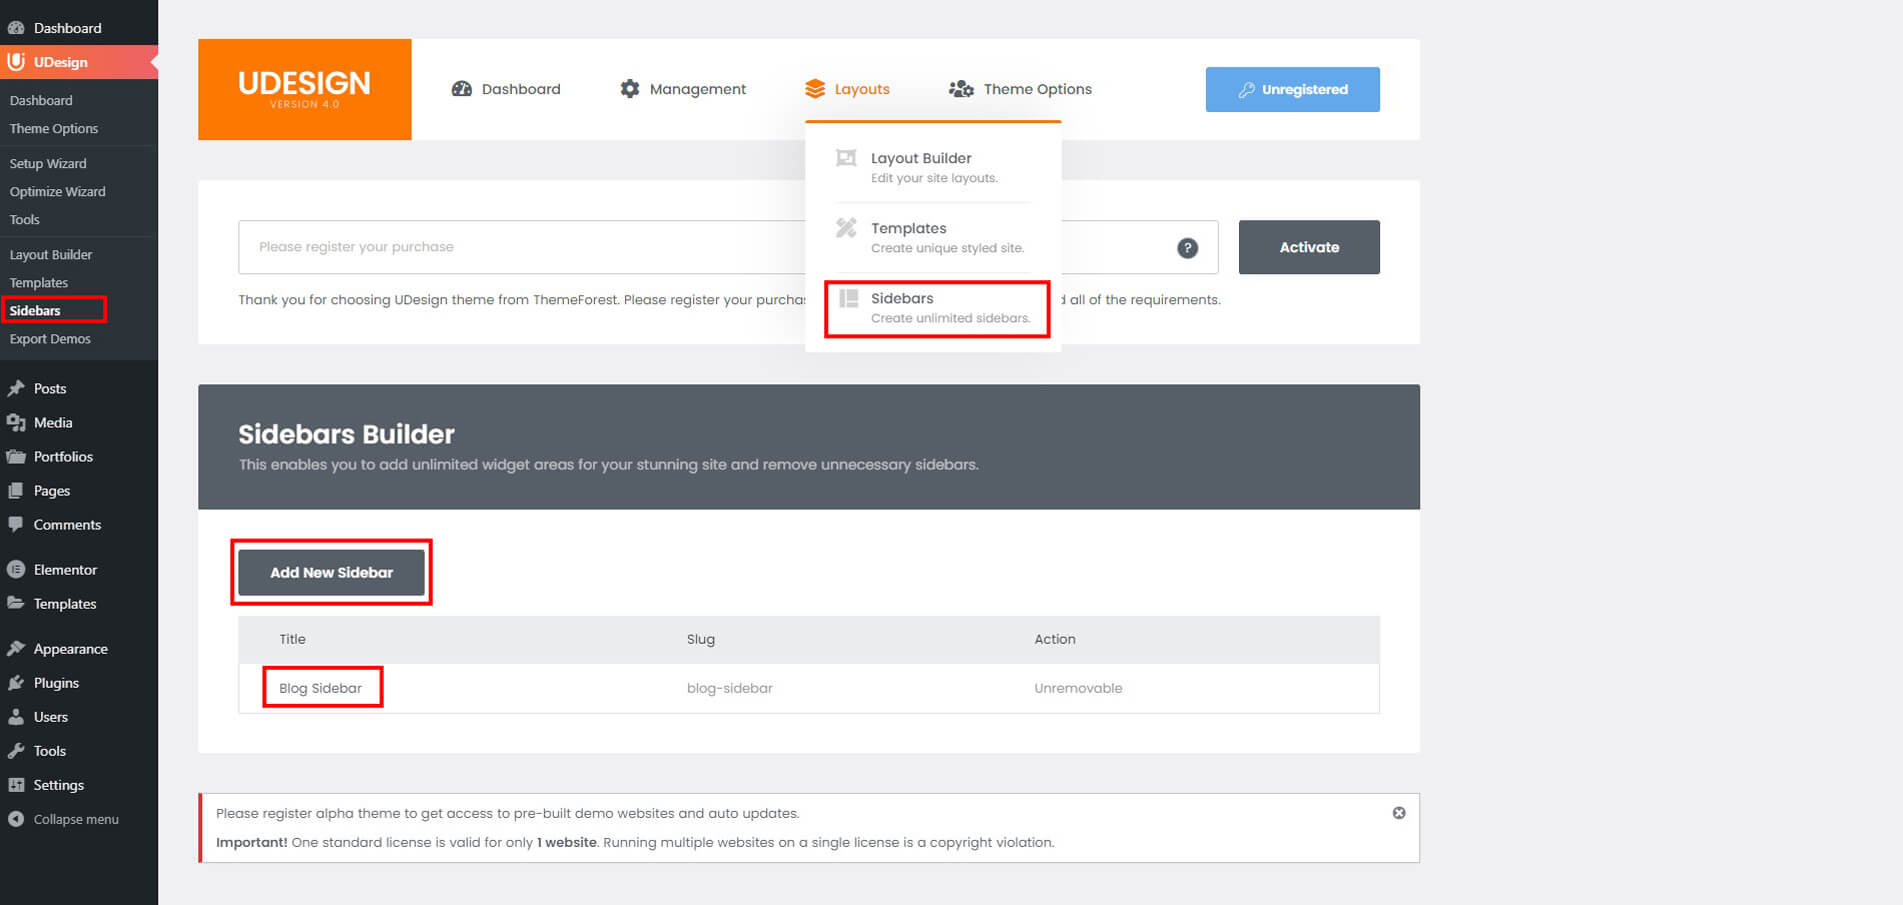 Dashboard
UDesign
Dashboard
Theme Options
Setup Wizard
Optimize Wizard
Tools
Layout Builder
Templates
Sidebars
Export Demos
Posts
Media
Portfolios
Pages
Comments
Elementor
Templates
Appearance
Plugins
Users
Tools
Settings
Collapse menu
UDESIGN
VERSION 4.0
Dashboard
Management
Layouts
Theme Options
Unregistered
Layout Builder
Edit your site layouts.
Templates
Create unique styled site.
Sidebars
Create unlimited sidebars.
Please register your purchase
?
Activate
Thank you for choosing UDesign theme from ThemeForest. Please register your purcha all of the requirements.
Sidebars Builder
This enables you to add unlimited widget areas for your stunning site and remove unnecessary sidebars.
Add New Sidebar
Title Slug Action
Blog Sidebar blog-sidebar Unremovable
Please register alpha theme to get access to pre-built demo websites and auto updates.
Important! One standard license is valid for only 1 website. Running multiple websites on a single license is a copyright violation.